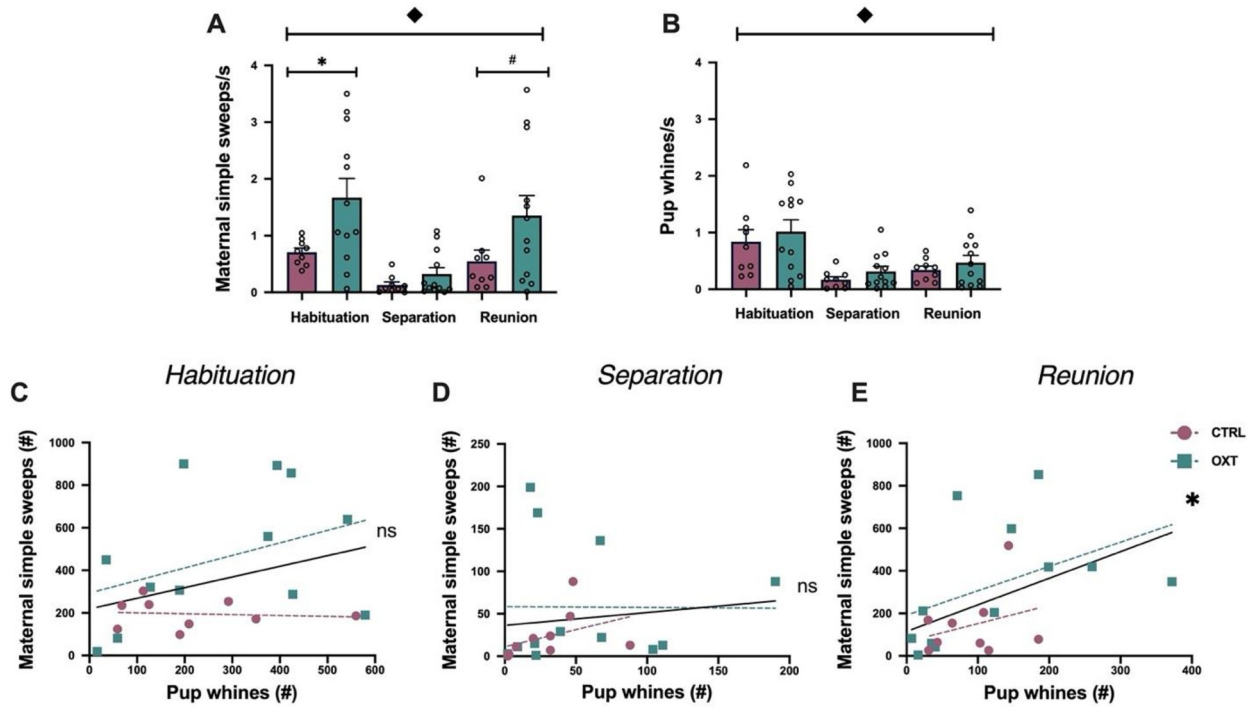 A
B
◆
◆
*
#
Maternal simple sweeps/s
4
3
2
1
0
Habituation Separation Reunion
Pup whines/s
4
3
2
1
0
Habituation Separation Reunion
C
Habituation
Maternal simple sweeps (#)
1000
800
600
400
200
0
0 100 200 300 400 500 600
Pup whines (#)
ns
D
Separation
Maternal simple sweeps (#)
250
200
150
100
50
0
0 50 100 150 200
Pup whines (#)
ns
E
Reunion
Maternal simple sweeps (#)
1000
800
600
400
200
0
0 100 200 300 400
Pup whines (#)
CTRL
OXT
*